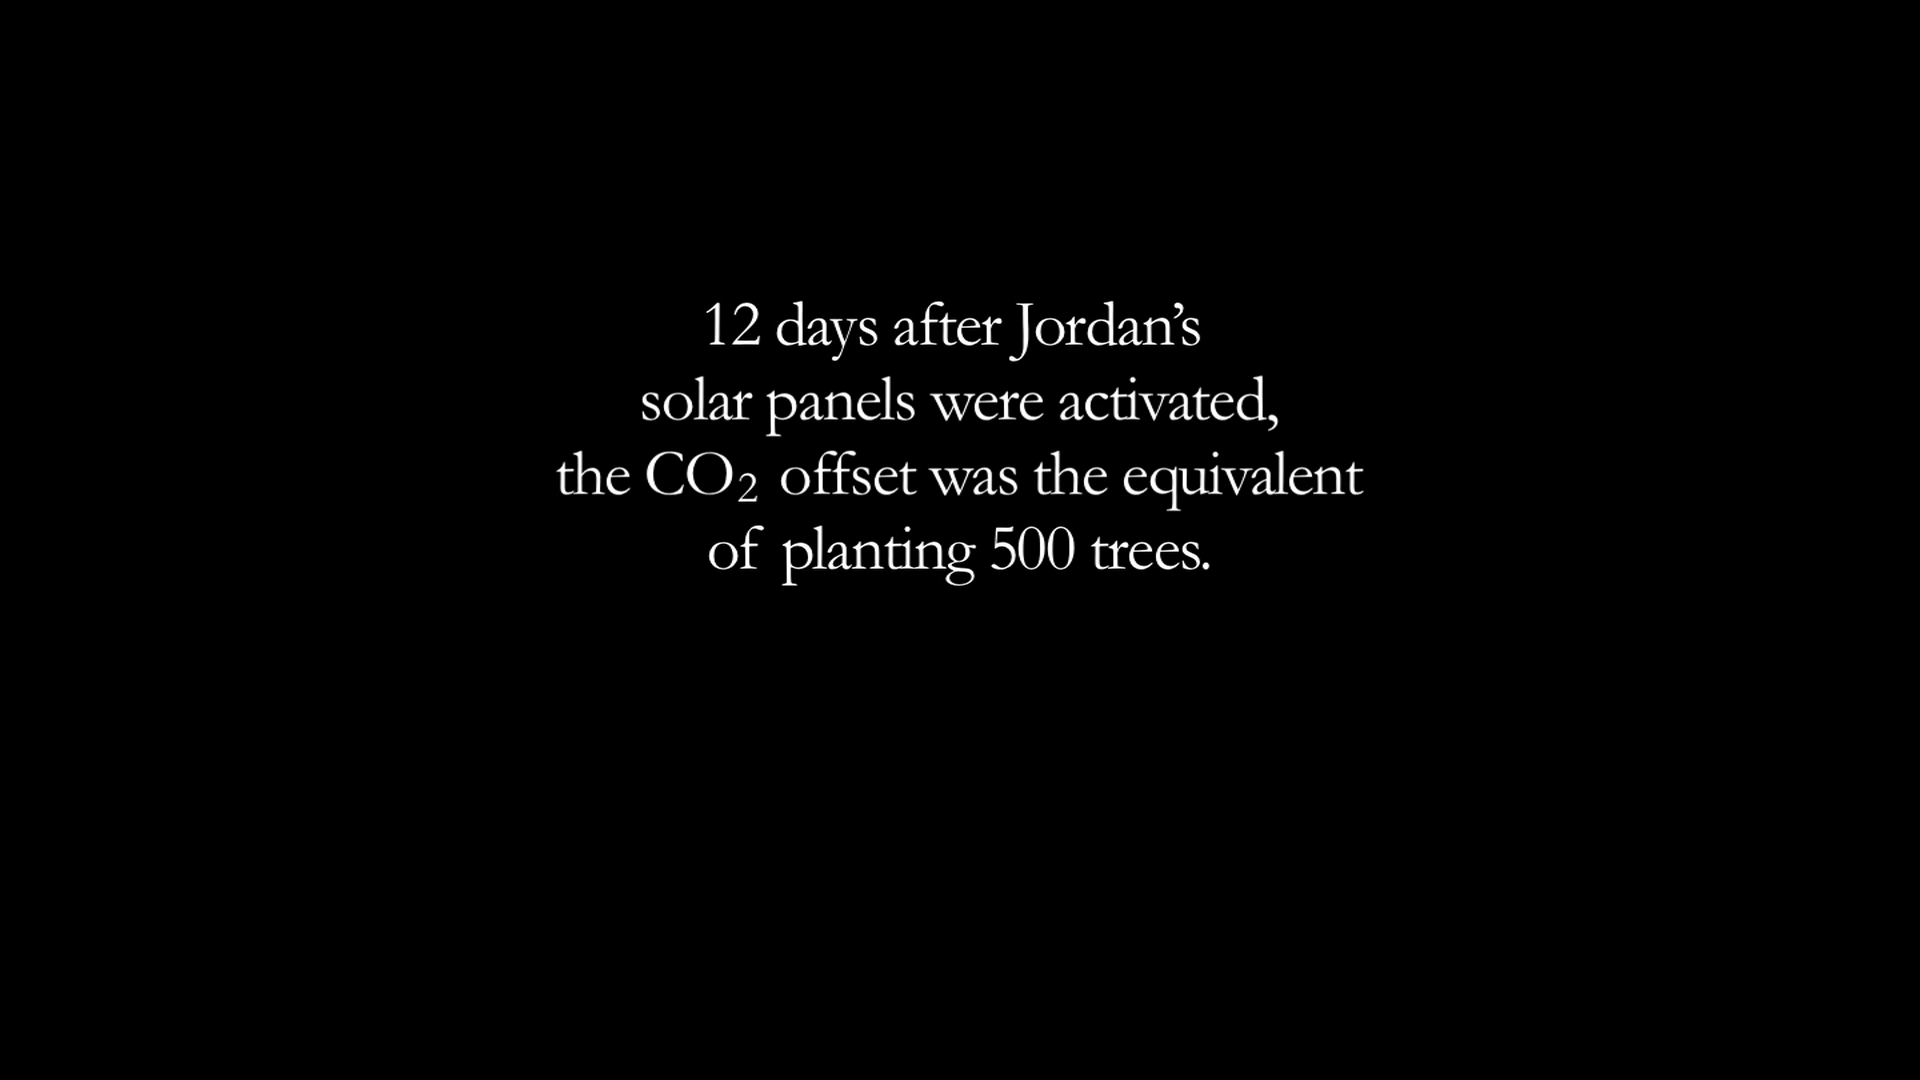 12 days after Jordan’s
solar panels were activated,
the CO₂ offset was the equivalent
of planting 500 trees.